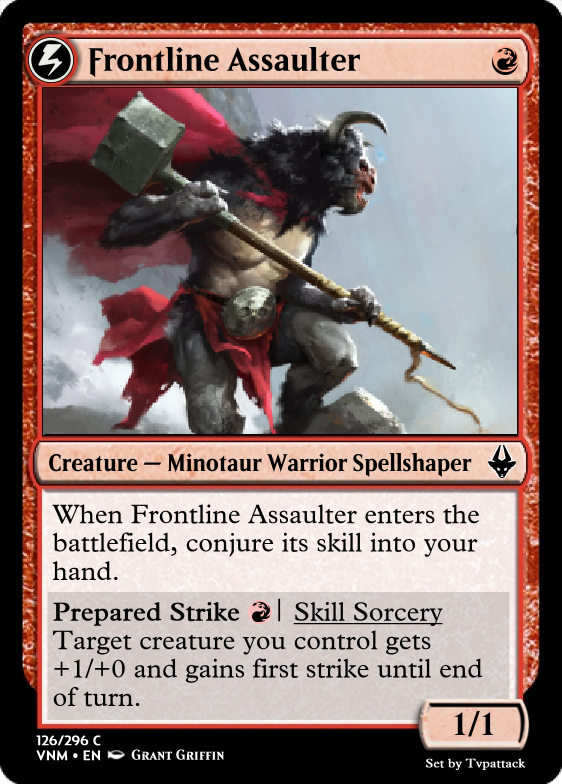 Frontline Assaulter
Creature — Minotaur Warrior Spellshaper
When Frontline Assaulter enters the
battlefield, conjure its skill into your
hand.
Prepared Strike | Skill Sorcery
Target creature you control gets
+1/+0 and gains first strike until end
of turn.
1/1
126/296 C
VNM • EN Grant Griffin
Set by Tvpattack